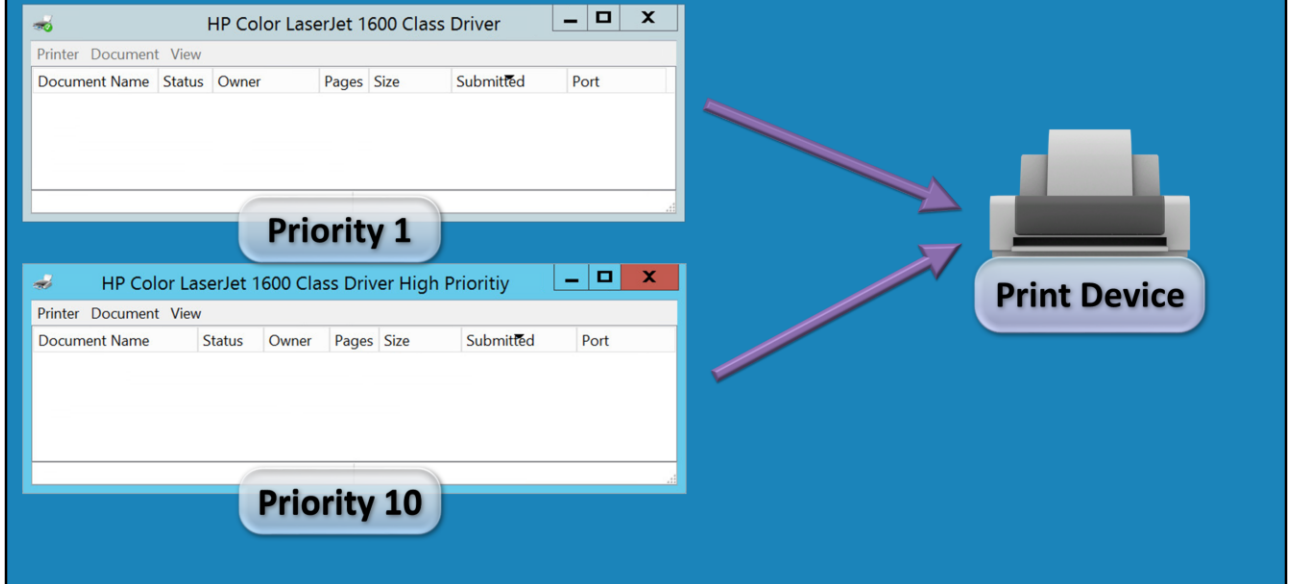 HP Color LaserJet 1600 Class Driver
Printer Document View
Document Name Status Owner Pages Size Submitted Port
Priority 1
HP Color LaserJet 1600 Class Driver High Prioritiy
Printer Document View
Document Name Status Owner Pages Size Submitted Port
Priority 10
Print Device